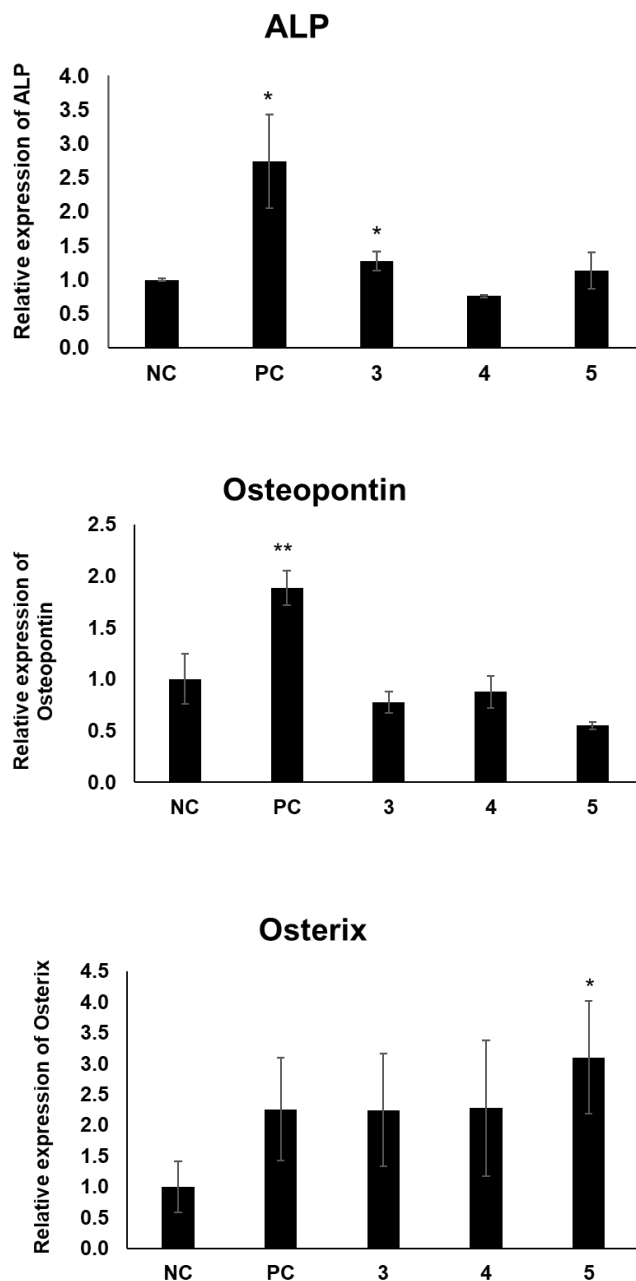 ALP
Relative expression of ALP
4.0
3.5
3.0
2.5
2.0
1.5
1.0
0.5
0.0
*
*
NC PC 3 4 5
Osteopontin
Relative expression of
Osteopontin
2.5
2.0
1.5
1.0
0.5
0.0
**
NC PC 3 4 5
Osterix
Relative expression of Osterix
4.5
4.0
3.5
3.0
2.5
2.0
1.5
1.0
0.5
0.0
*
NC PC 3 4 5